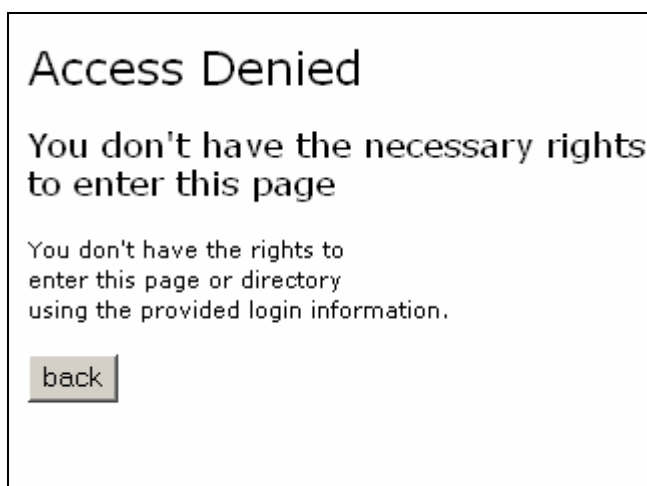 Access Denied
You don't have the necessary rights
to enter this page
You don't have the rights to
enter this page or directory
using the provided login information.
back